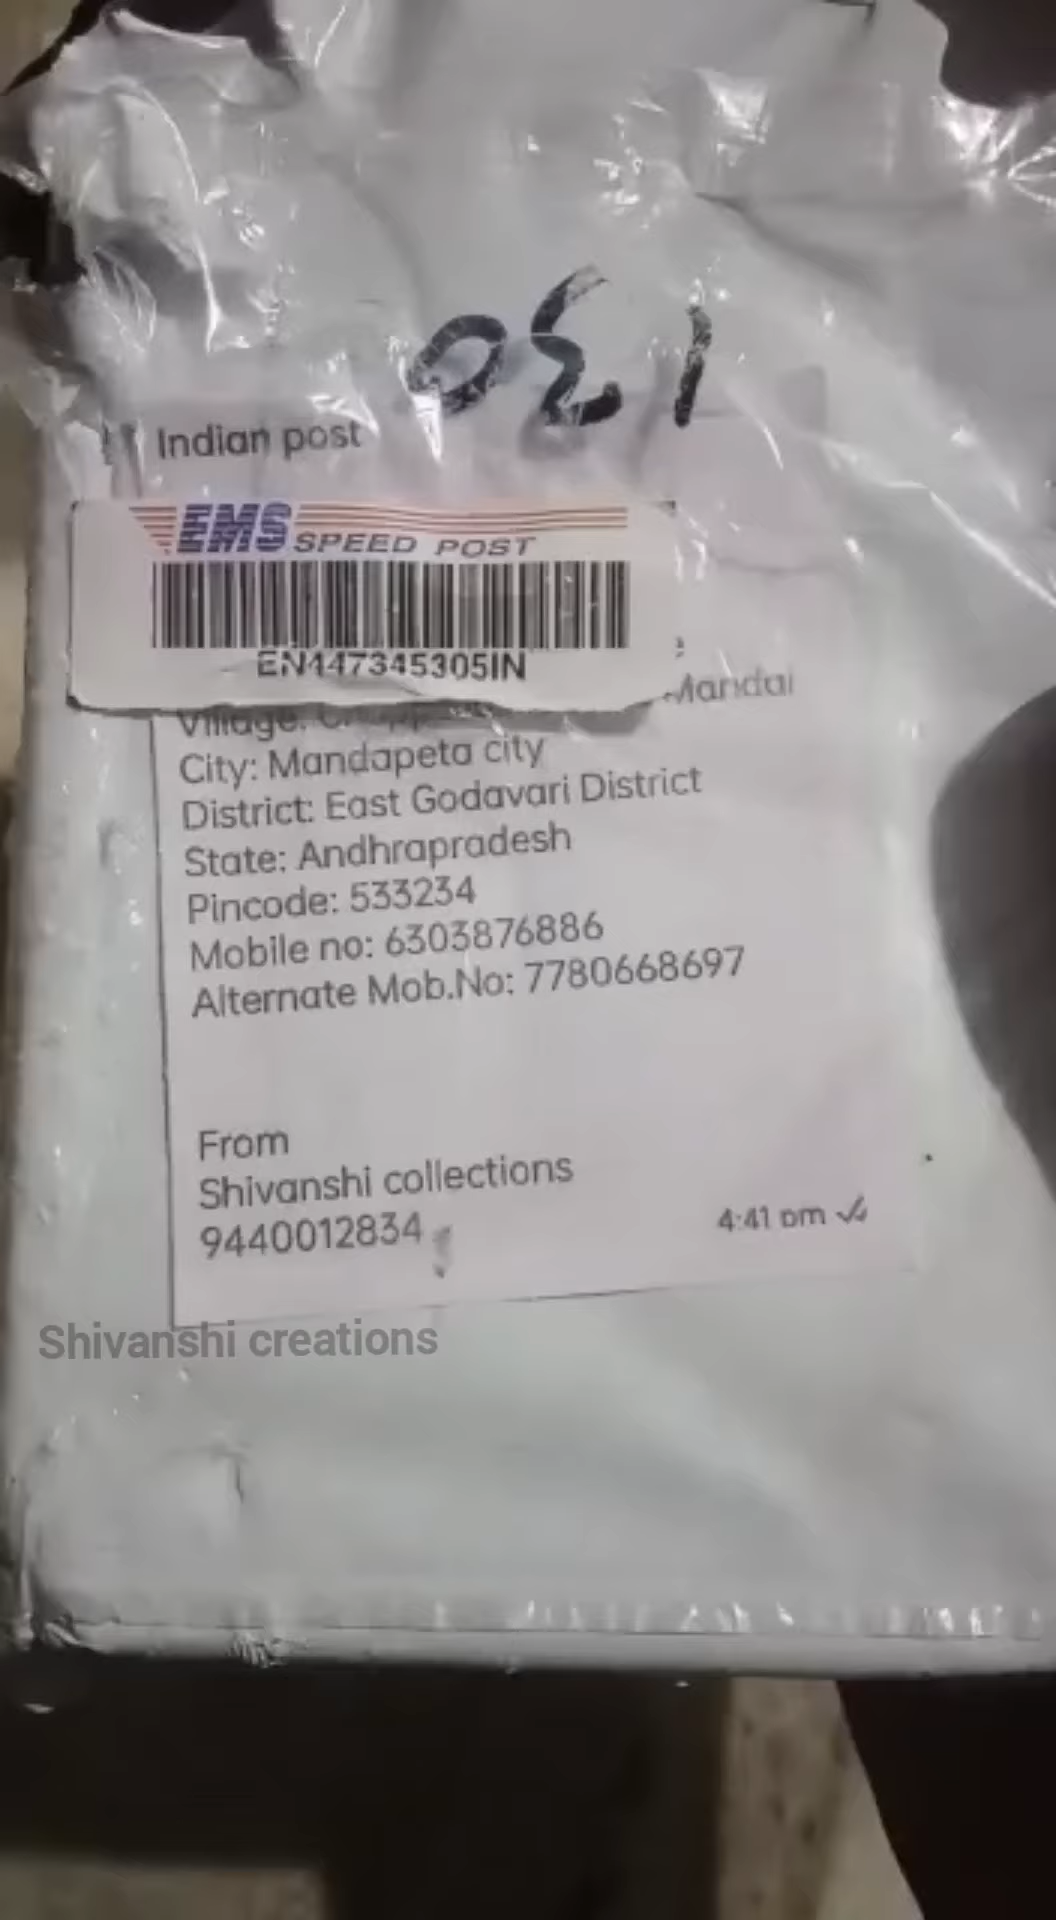 130
Indian post
EMS SPEED POST
EN447345305IN
Mandal
Village:
City: Mandapeta city
District: East Godavari District
State: Andhrapradesh
Pincode: 533234
Mobile no: 6303876886
Alternate Mob.No: 7780668697
From
Shivanshi collections
9440012834
4:41 pm
Shivanshi creations